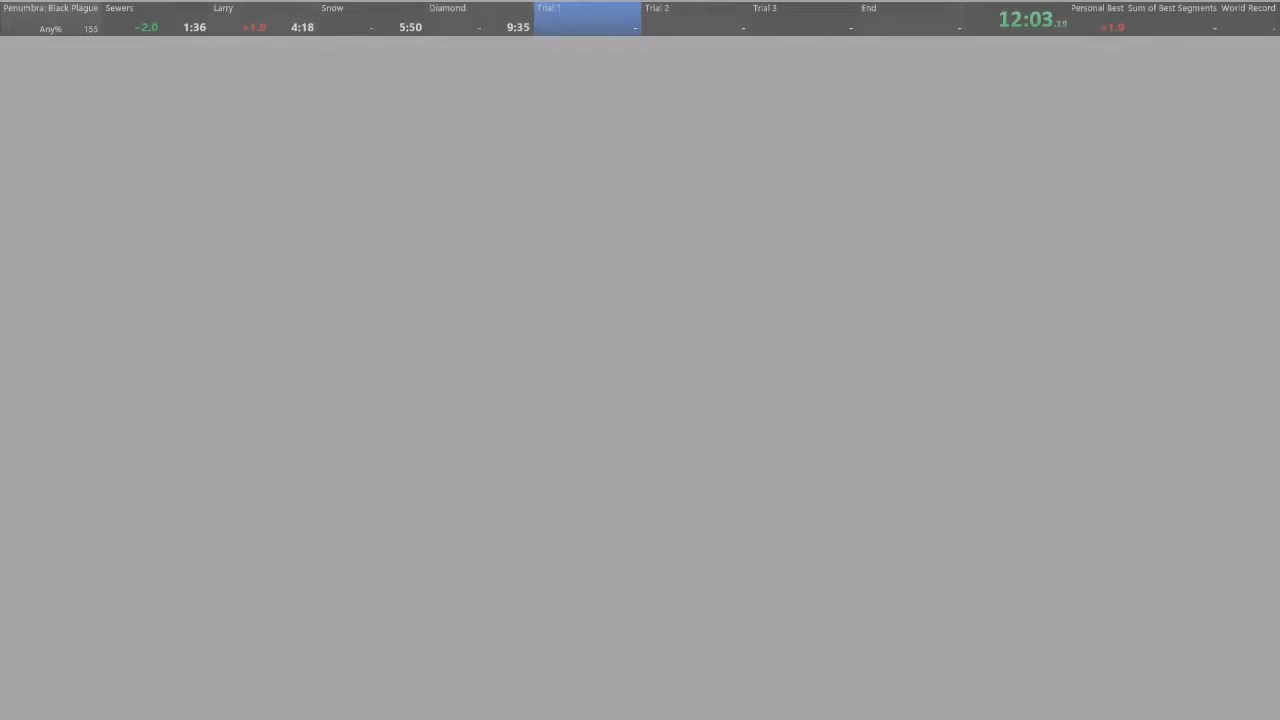 Penumbra: Black Plague Sewers Larry Snow Diamond Trial 1 Trial 2 Trial 3 End 12:03.19 Personal Best Sum of Best Segments World Record
Any% 155 -2.0 1:36 +1.9 4:18 - 5:50 - 9:35 - - - - +1.9 - -